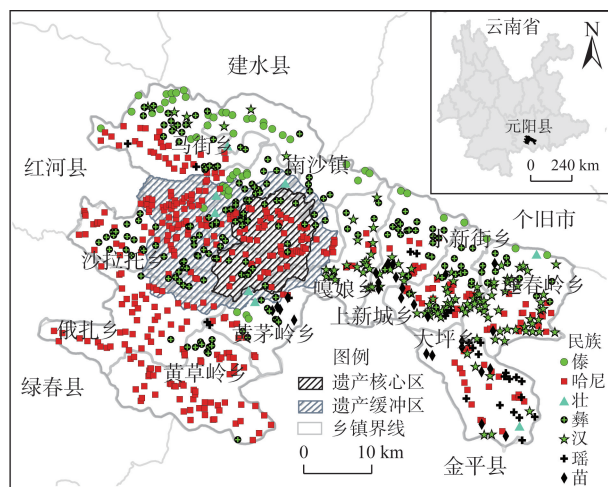 云南省
N
元阳县
0 240 km
建水县
红河县
马街乡
南沙镇
个旧市
小新街乡
沙拉托
嘎娘乡
逢春岭乡
上新城乡
俄扎乡
黄茅岭乡
大坪乡
黄草岭乡
绿春县
金平县
图例
遗产核心区
遗产缓冲区
乡镇界线
0 10 km
民族
傣
哈尼
壮
彝
汉
瑶
苗